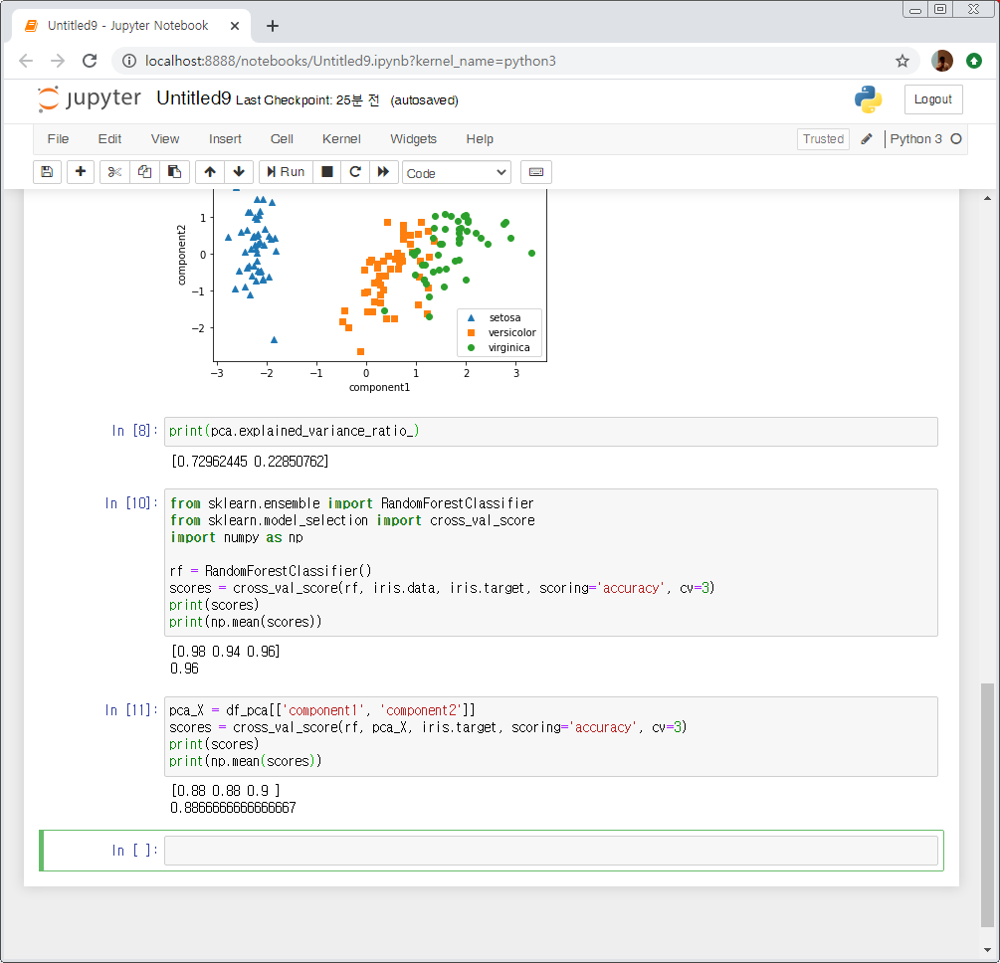 Untitled9 - Jupyter Notebook
localhost:8888/notebooks/Untitled9.ipynb?kernel_name=python3
jupyter Untitled9 Last Checkpoint: 25분 전 (autosaved)
Logout
File Edit View Insert Cell Kernel Widgets Help
Trusted
Python 3
Run
Code
component2
1
0
−1
−2
setosa
versicolor
virginica
−3 −2 −1 0 1 2 3
component1
In [8]: print(pca.explained_variance_ratio_)
[0.72962445 0.22850762]
In [10]: from sklearn.ensemble import RandomForestClassifier
from sklearn.model_selection import cross_val_score
import numpy as np
rf = RandomForestClassifier()
scores = cross_val_score(rf, iris.data, iris.target, scoring='accuracy', cv=3)
print(scores)
print(np.mean(scores))
[0.98 0.94 0.96]
0.96
In [11]: pca_X = df_pca[['component1', 'component2']]
scores = cross_val_score(rf, pca_X, iris.target, scoring='accuracy', cv=3)
print(scores)
print(np.mean(scores))
[0.88 0.88 0.9 ]
0.8866666666666667
In [ ]: